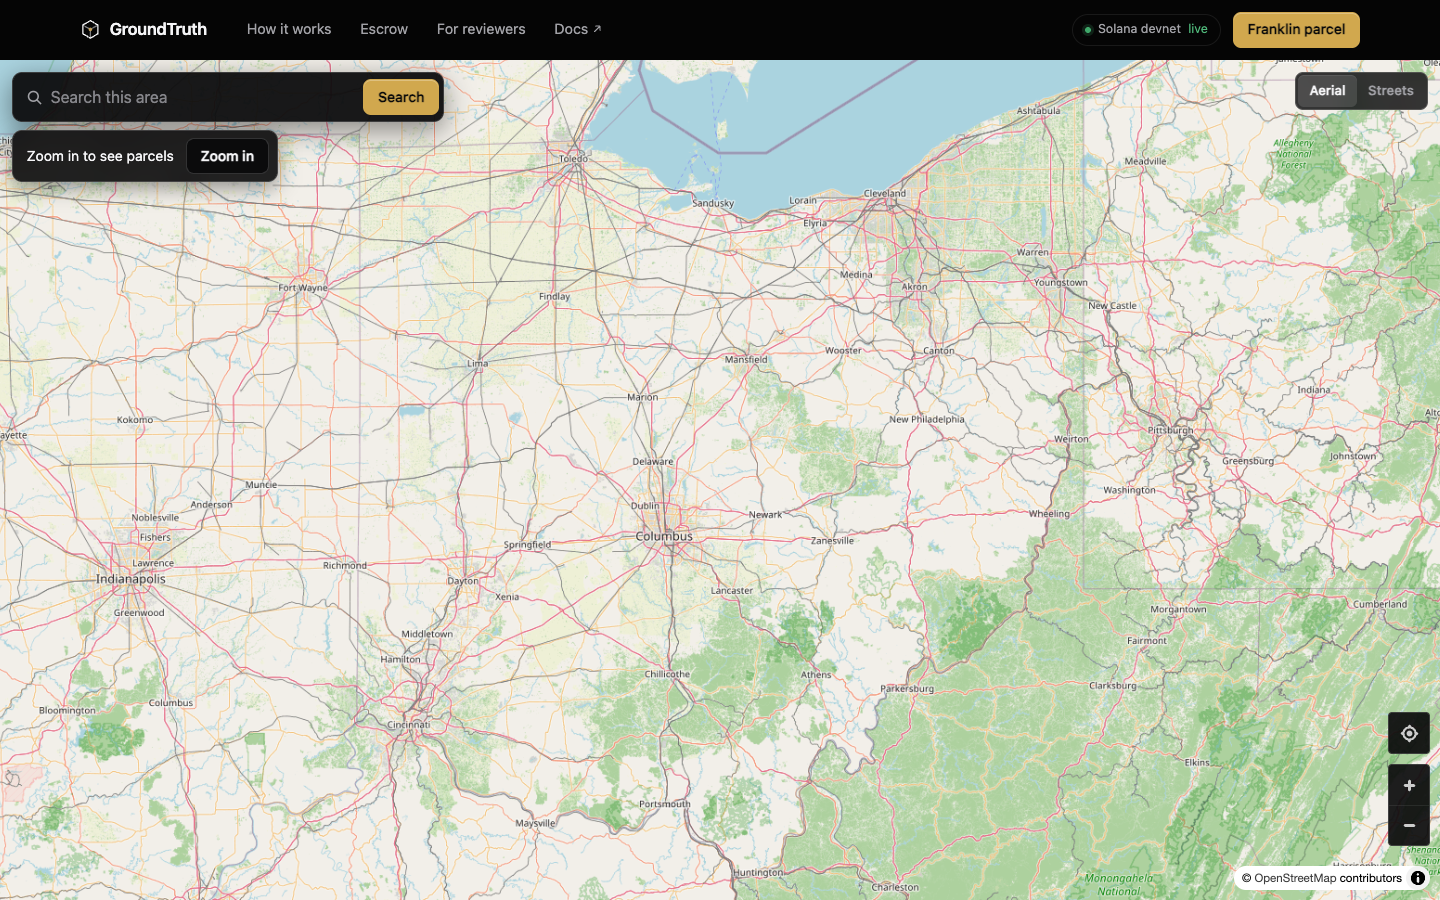 GroundTruth
How it works
Escrow
For reviewers
Docs ↗
Solana devnet live
Franklin parcel
Search this area
Search
Aerial
Streets
Zoom in to see parcels
Zoom in
Toledo
Sandusky
Lorain
Cleveland
Elyria
Ashtabula
Meadville
Allegheny
National
Forest
Jamestown
Warren
Medina
Akron
Youngstown
New Castle
Fort Wayne
Findlay
Lima
Mansfield
Wooster
Canton
Indiana
Marion
Kokomo
New Philadelphia
Pittsburgh
Weirton
Greensburg
Johnstown
Delaware
Muncie
Anderson
Washington
Dublin
Newark
Wheeling
Noblesville
Fishers
Columbus
Zanesville
Springfield
Lawrence
Richmond
Indianapolis
Dayton
Xenia
Lancaster
Greenwood
Morgantown
Cumberland
Middletown
Fairmont
Hamilton
Chillicothe
Athens
Parkersburg
Clarksburg
Bloomington
Columbus
Cincinnati
Elkins
Portsmouth
Maysville
Huntington
Charleston
Monongahela
National
+
−
© OpenStreetMap contributors